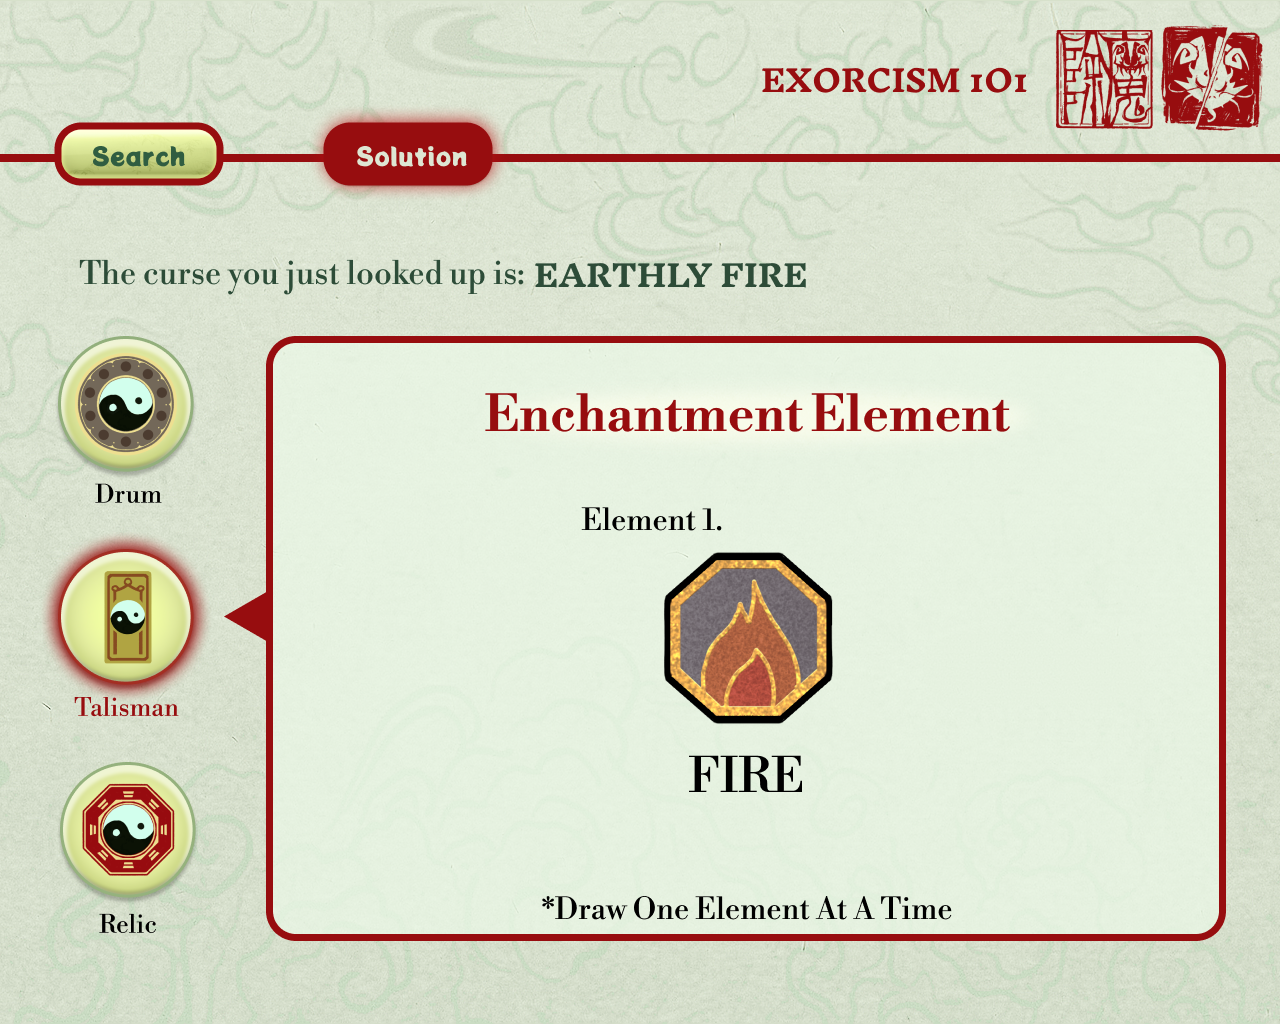 EXORCISM 101
Search
Solution
The curse you just looked up is: EARTHLY FIRE
Drum
Talisman
Relic
Enchantment Element
Element 1.
FIRE
*Draw One Element At A Time